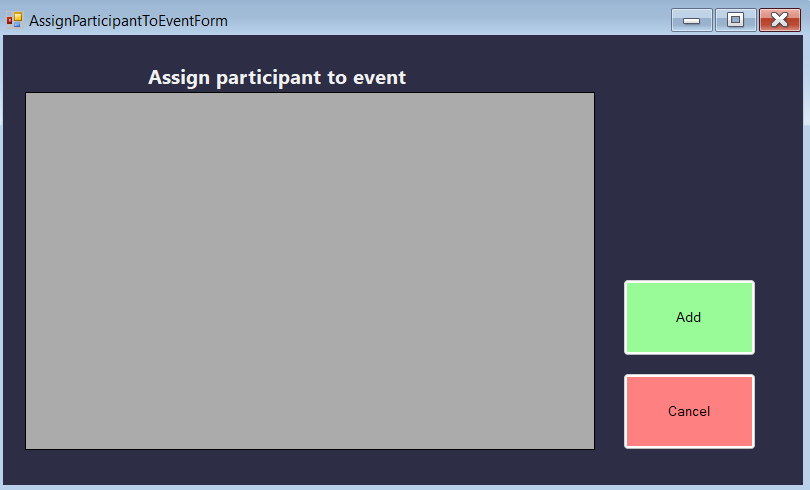 AssignParticipantToEventForm
Assign participant to event
Add
Cancel